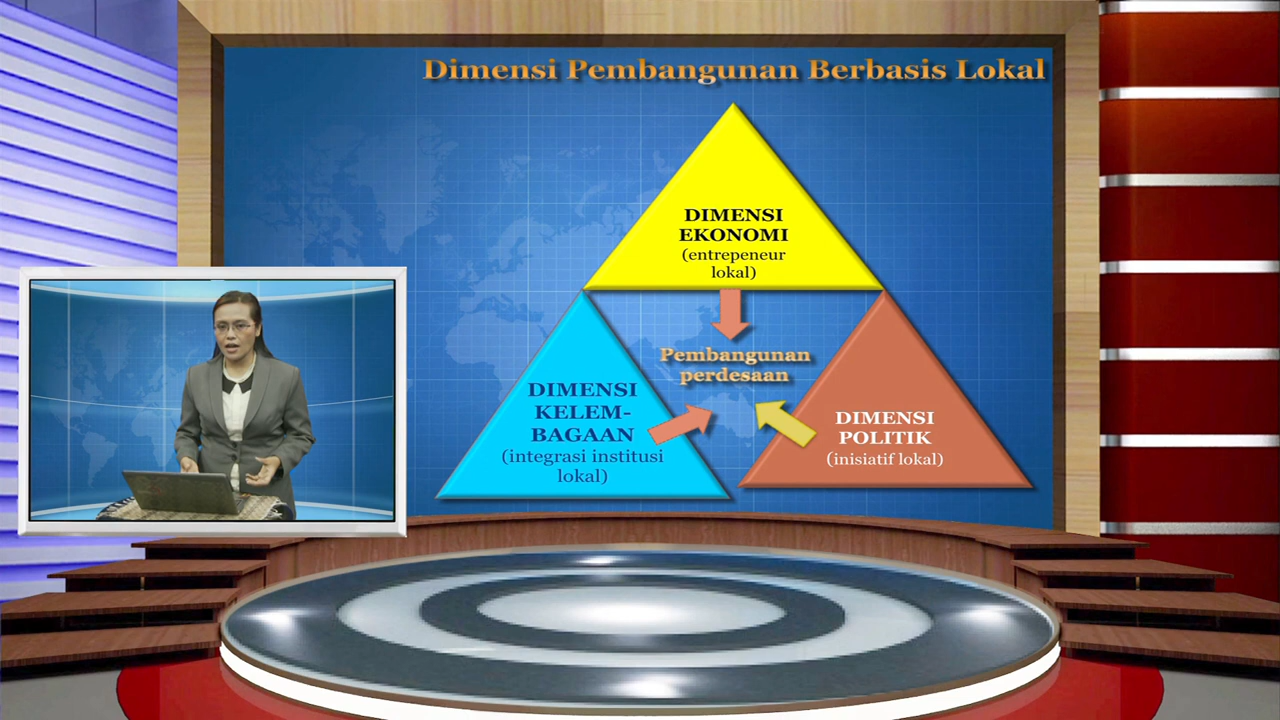 Dimensi Pembangunan Berbasis Lokal
DIMENSI
EKONOMI
(entrepeneur
lokal)
Pembangunan
perdesaan
DIMENSI
KELEM-
BAGAAN
(integrasi institusi
lokal)
DIMENSI
POLITIK
(inisiatif lokal)